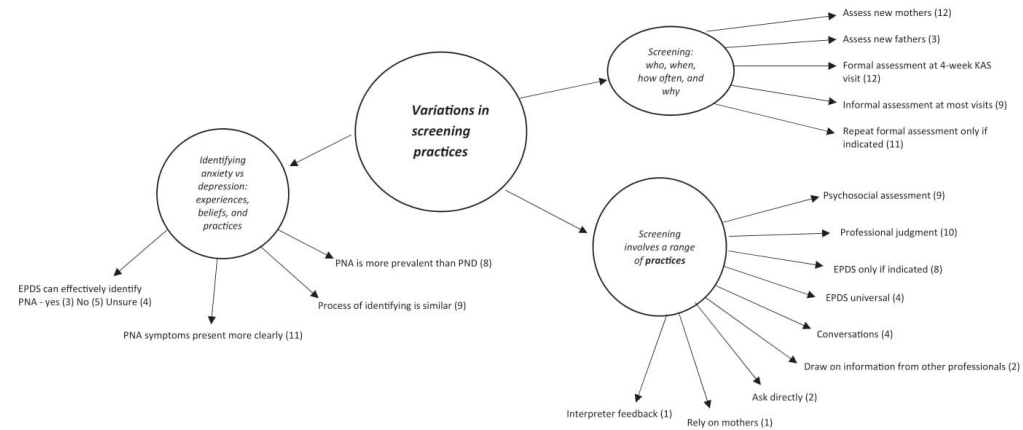 Variations in
screening
practices
Screening:
who, when,
how often, and
why
Assess new mothers (12)
Assess new fathers (3)
Formal assessment at 4-week KAS
visit (12)
Informal assessment at most visits (9)
Repeat formal assessment only if
indicated (11)
Identifying
anxiety vs
depression:
experiences,
beliefs, and
practices
EPDS can effectively identify
PNA - yes (3) No (5) Unsure (4)
PNA symptoms present more clearly (11)
Process of identifying is similar (9)
PNA is more prevalent than PND (8)
Screening
involves a range
of practices
Psychosocial assessment (9)
Professional judgment (10)
EPDS only if indicated (8)
EPDS universal (4)
Conversations (4)
Draw on information from other professionals (2)
Ask directly (2)
Rely on mothers (1)
Interpreter feedback (1)